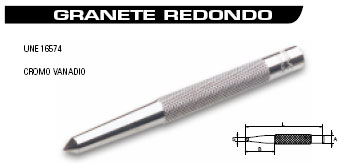 GRANETE REDONDO
UNE 16574
CROMO VANADIO
L
A
B